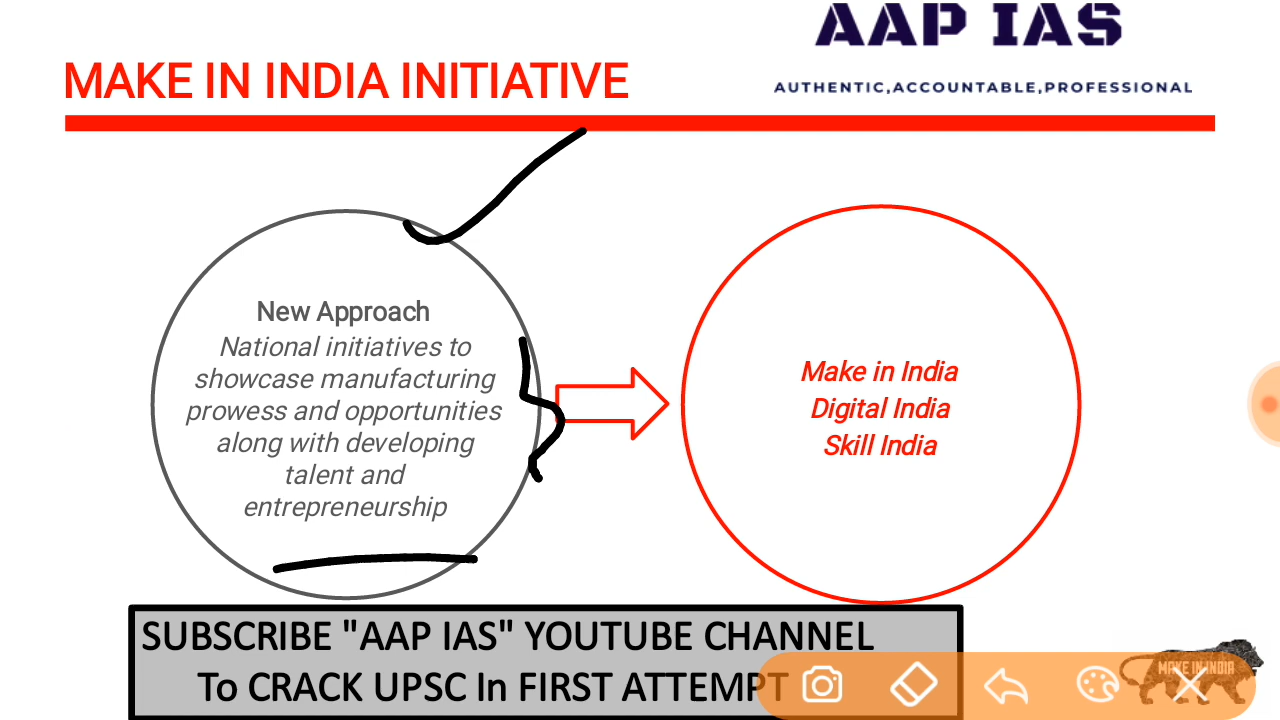 AAP IAS
AUTHENTIC,ACCOUNTABLE,PROFESSIONAL
MAKE IN INDIA INITIATIVE
New Approach
National initiatives to
showcase manufacturing
prowess and opportunities
along with developing
talent and
entrepreneurship
Make in India
Digital India
Skill India
SUBSCRIBE "AAP IAS" YOUTUBE CHANNEL
To CRACK UPSC In FIRST ATTEMPT
MAKE IN INDIA